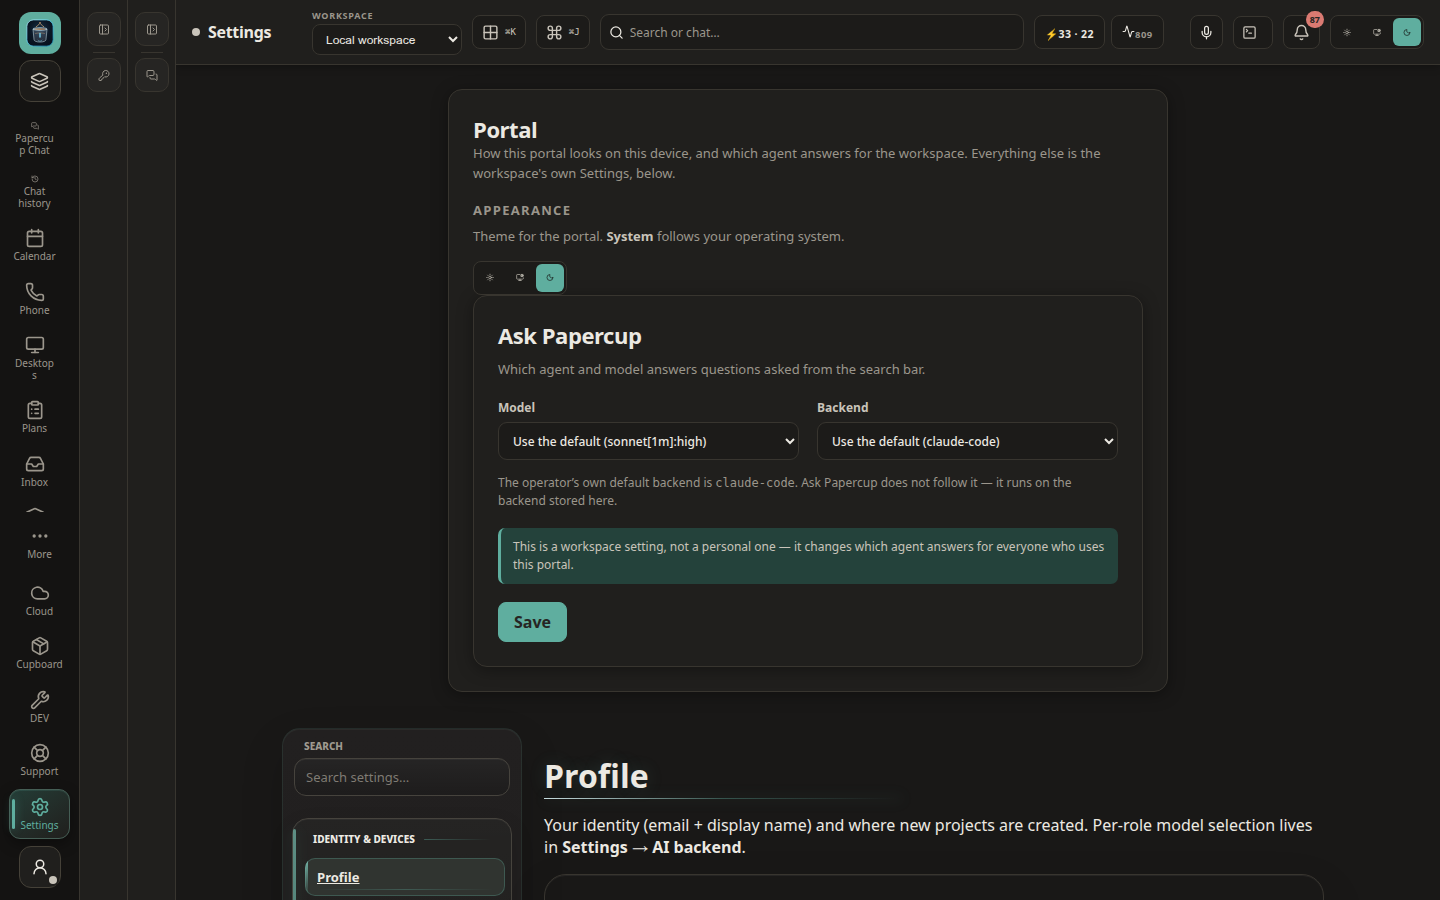 Papercu
p Chat
Chat
history
Calendar
Phone
Desktop
s
Plans
Inbox
More
Cloud
Cupboard
DEV
Support
Settings
Settings
WORKSPACE
Local workspace
⌘K
⌘J
Search or chat...
⚡33 · 22
809
87
Portal
How this portal looks on this device, and which agent answers for the workspace. Everything else is the
workspace's own Settings, below.
APPEARANCE
Theme for the portal. System follows your operating system.
Ask Papercup
Which agent and model answers questions asked from the search bar.
Model
Backend
Use the default (sonnet[1m]:high)
Use the default (claude-code)
The operator's own default backend is claude-code. Ask Papercup does not follow it — it runs on the
backend stored here.
This is a workspace setting, not a personal one — it changes which agent answers for everyone who uses
this portal.
Save
SEARCH
Search settings...
IDENTITY & DEVICES
Profile
Profile
Your identity (email + display name) and where new projects are created. Per-role model selection lives
in Settings → AI backend.